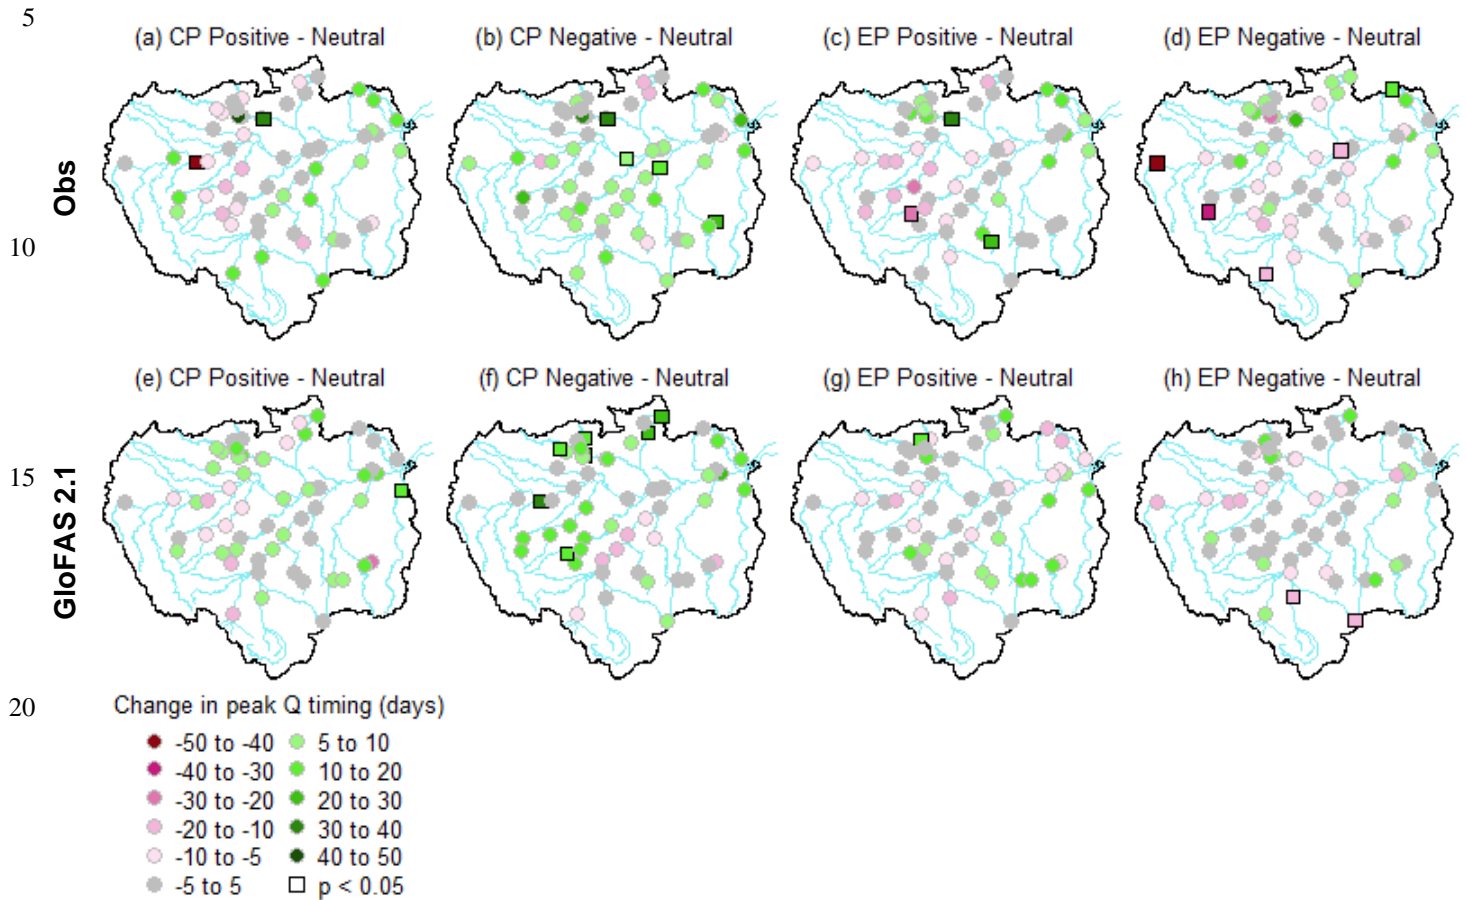 5
(a) CP Positive - Neutral
(b) CP Negative - Neutral
(c) EP Positive - Neutral
(d) EP Negative - Neutral
Obs
10
(e) CP Positive - Neutral
(f) CP Negative - Neutral
(g) EP Positive - Neutral
(h) EP Negative - Neutral
15
GloFAS 2.1
20
Change in peak Q timing (days)
-50 to -40
5 to 10
-40 to -30
10 to 20
-30 to -20
20 to 30
-20 to -10
30 to 40
-10 to -5
40 to 50
-5 to 5
p < 0.05